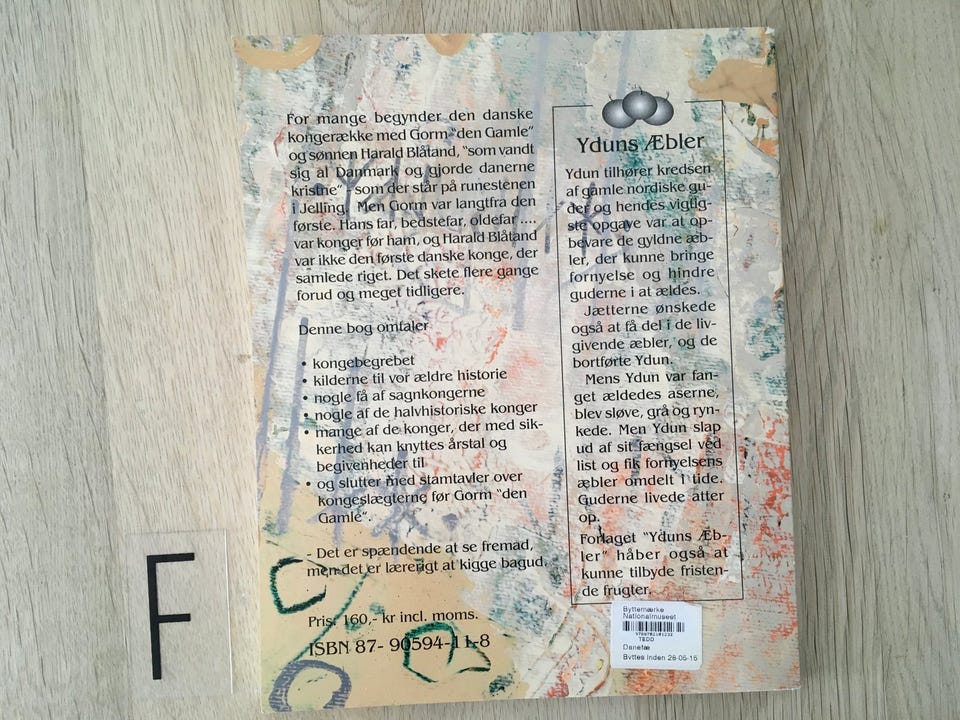 For mange begynder den danske
kongerække med Gorm "den Gamle"
og sønnen Harald Blåtand, "som vandt
sig al Danmark og gjorde danerne
kristne" - som der står på runestenen
i Jelling. Men Gorm var langtfra den
første. Hans far, bedstefar, oldefar ....
var konger før ham, og Harald Blåtand
var ikke den første danske konge, der
samlede riget. Det skete flere gange
forud og meget tidligere.
Denne bog omtaler
• kongebegrebet
• kilderne til vor ældre historie
• nogle få af sagnkongerne
• nogle af de halvhistoriske konger
• mange af de konger, der med sik-
kerhed kan knyttes årstal og
begivenheder til
• og slutter med stamtavler over
kongeslægterne før Gorm "den
Gamle".
- Det er spændende at se fremad,
men det er lærerigt at kigge bagud.
Pris: 160,- kr incl. moms.
ISBN 87- 90594-11-8
Yduns Æbler
Ydun tilhører kredsen
af gamle nordiske gu-
der og hendes vigtig-
ste opgave var at op-
bevare de gyldne æb-
ler, der kunne bringe
fornyelse og hindre
guderne i at ældes.
Jætterne ønskede
også at få del i de liv-
givende æbler, og de
bortførte Ydun.
Mens Ydun var fan-
get ældedes aserne,
blev sløve, grå og ryn-
kede. Men Ydun slap
ud af sit fængsel ved
list og fik fornyelsens
æbler omdelt i tide.
Guderne livede atter
op.
Forlaget "Yduns Æb-
ler" håber også at
kunne tilbyde fristen-
de frugter.
Byttemærke
Nationalmuseet
TEDD
Danefæ
Byttes inden 28-05-15
F